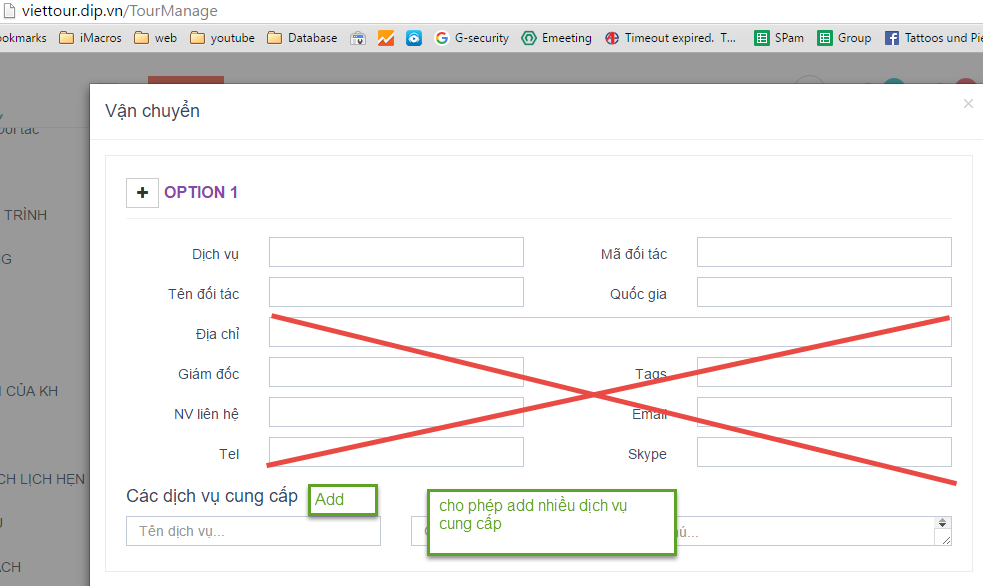 viettour.dip.vn/TourManage
ookmarks iMacros web youtube Database G-security Emeeting Timeout expired. T... SPam Group Tattoos und Pie
Vận chuyển ×
+ OPTION 1
TRÌNH
Dịch vụ Mã đối tác
G
Tên đối tác Quốc gia
Địa chỉ
Giám đốc Tags
CỦA KH
NV liên hệ Email
Tel Skype
CH LỊCH HẸN
Các dịch vụ cung cấp Add
cho phép add nhiều dịch vụ
cung cấp
Tên dịch vụ...
ÁCH